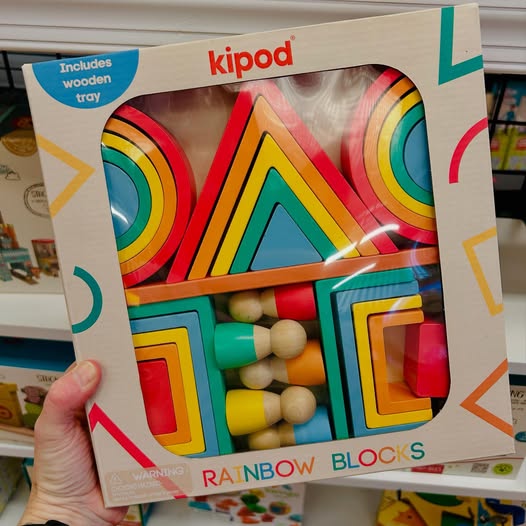 Includes
wooden
tray
kipod®
WARNING
RAINBOW BLOCKS